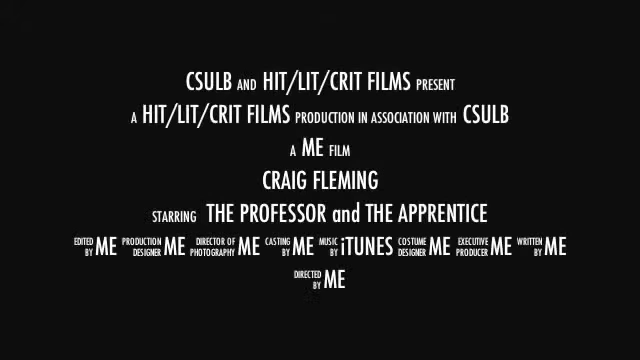 CSULB AND HIT/LIT/CRIT FILMS PRESENT
A HIT/LIT/CRIT FILMS PRODUCTION IN ASSOCIATION WITH CSULB
A ME FILM
CRAIG FLEMING
STARRING THE PROFESSOR and THE APPRENTICE
EDITED BY ME PRODUCTION DESIGNER ME DIRECTOR OF PHOTOGRAPHY ME CASTING BY ME MUSIC BY iTUNES COSTUME DESIGNER ME EXECUTIVE PRODUCER ME WRITTEN BY ME
DIRECTED BY ME